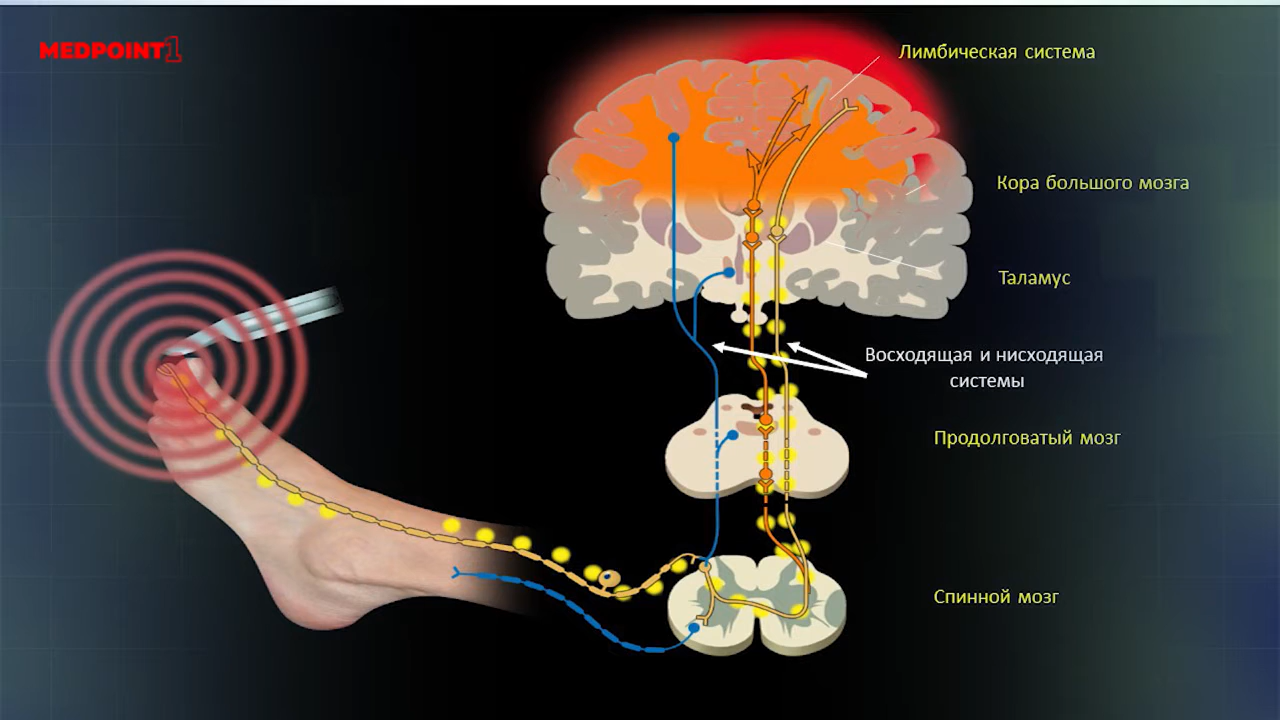 MEDPOINT1
Лимбическая система
Кора большого мозга
Таламус
Восходящая и нисходящая
системы
Продолговатый мозг
Спинной мозг